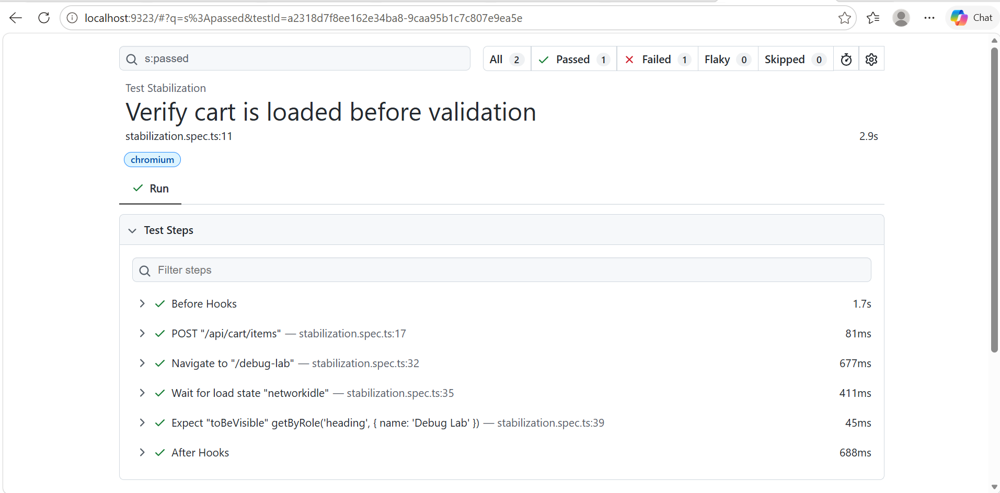 localhost:9323/#?q=s%3Apassed&testId=a2318d7f8ee162e34ba8-9caa95b1c7c807e9ea5e
Chat
s:passed
All 2 Passed 1 Failed 1 Flaky 0 Skipped 0
Test Stabilization
Verify cart is loaded before validation
stabilization.spec.ts:11 2.9s
chromium
Run
Test Steps
Filter steps
Before Hooks 1.7s
POST "/api/cart/items" — stabilization.spec.ts:17 81ms
Navigate to "/debug-lab" — stabilization.spec.ts:32 677ms
Wait for load state "networkidle" — stabilization.spec.ts:35 411ms
Expect "toBeVisible" getByRole('heading', { name: 'Debug Lab' }) — stabilization.spec.ts:39 45ms
After Hooks 688ms